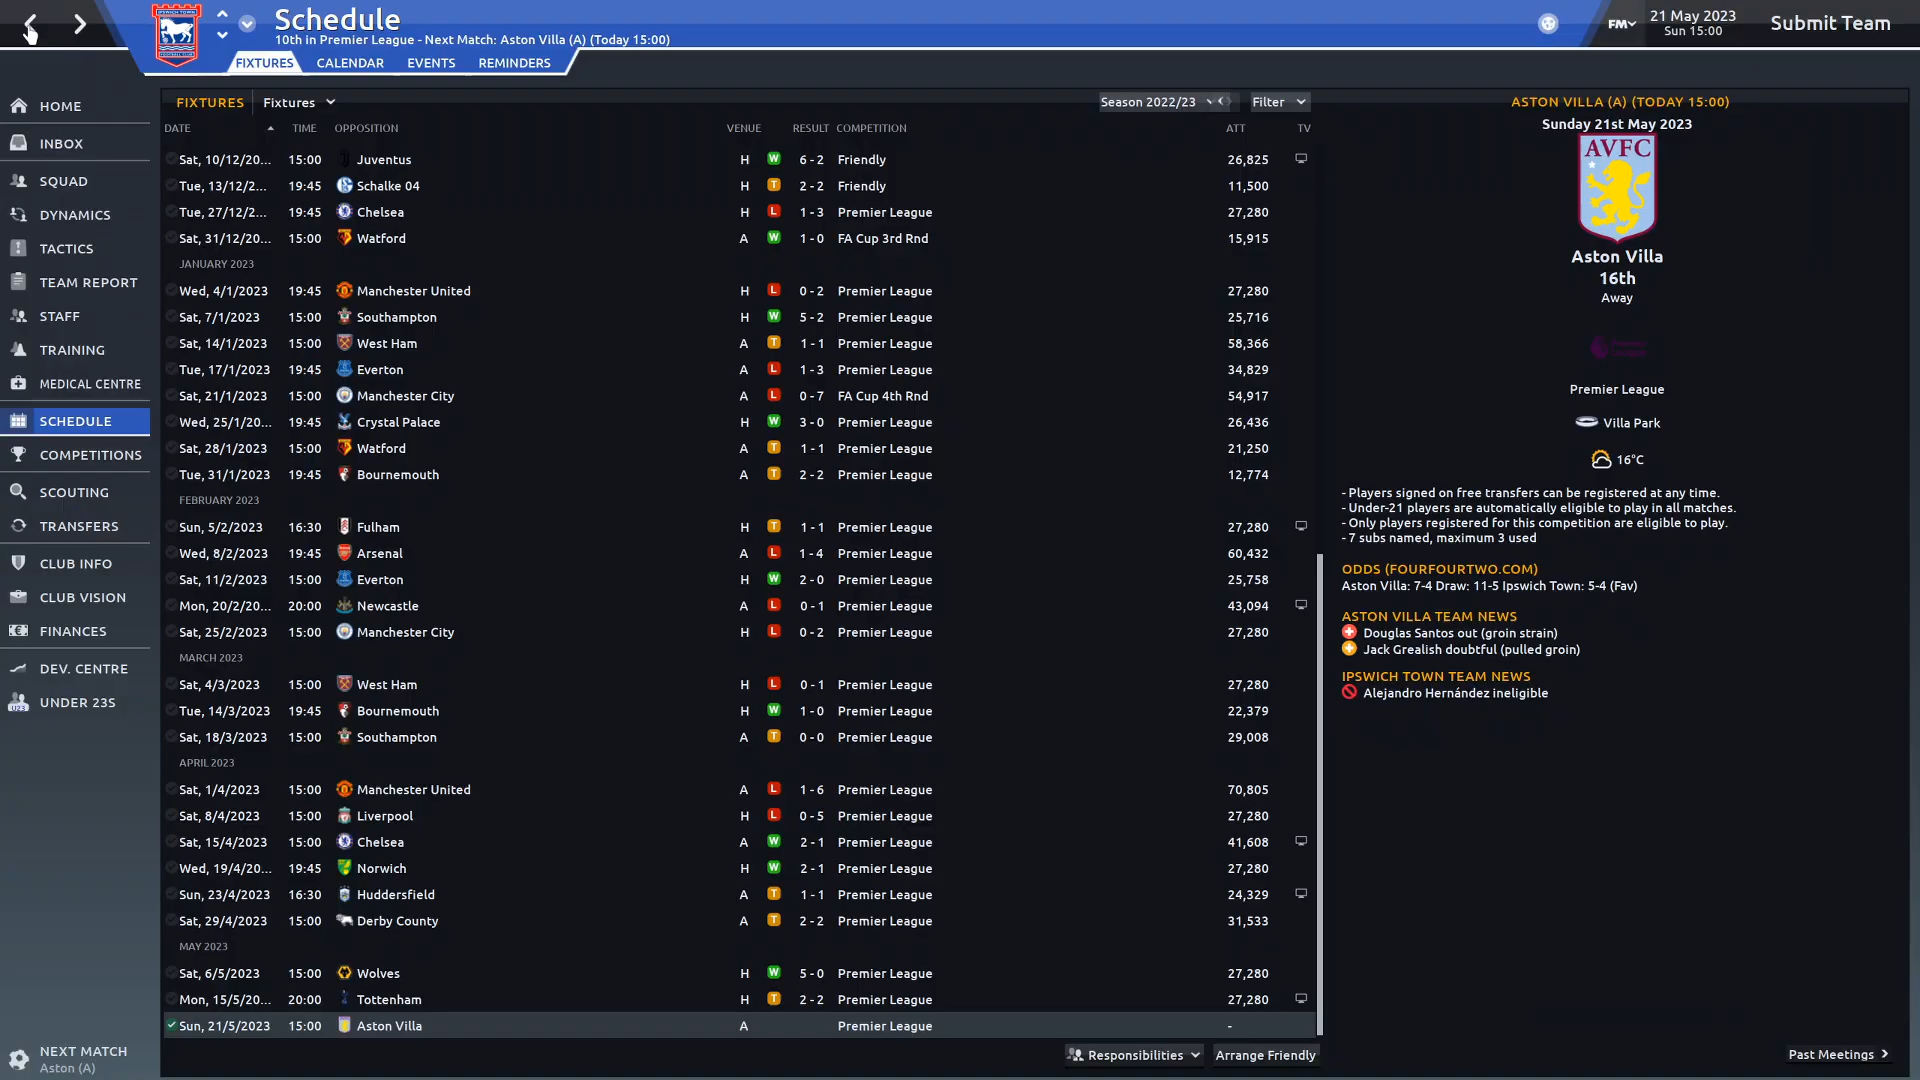 Schedule
10th in Premier League - Next Match: Aston Villa (A) (Today 15:00)
FIXTURES CALENDAR EVENTS REMINDERS
IPSWICH TOWN
FM
21 May 2023
Sun 15:00
Submit Team
HOME
INBOX
SQUAD
DYNAMICS
TACTICS
TEAM REPORT
STAFF
TRAINING
MEDICAL CENTRE
SCHEDULE
COMPETITIONS
SCOUTING
TRANSFERS
CLUB INFO
CLUB VISION
FINANCES
DEV. CENTRE
U23 UNDER 23S
NEXT MATCH
Aston (A)
FIXTURES Fixtures Season 2022/23 Filter
DATE TIME OPPOSITION VENUE RESULT COMPETITION ATT TV
Sat, 10/12/20... 15:00 Juventus H W 6 - 2 Friendly 26,825
Tue, 13/12/2... 19:45 Schalke 04 H T 2 - 2 Friendly 11,500
Tue, 27/12/2... 19:45 Chelsea H L 1 - 3 Premier League 27,280
Sat, 31/12/20... 15:00 Watford A W 1 - 0 FA Cup 3rd Rnd 15,915
JANUARY 2023
Wed, 4/1/2023 19:45 Manchester United H L 0 - 2 Premier League 27,280
Sat, 7/1/2023 15:00 Southampton H W 5 - 2 Premier League 25,716
Sat, 14/1/2023 15:00 West Ham A T 1 - 1 Premier League 58,366
Tue, 17/1/2023 19:45 Everton A L 1 - 3 Premier League 34,829
Sat, 21/1/2023 15:00 Manchester City A L 0 - 7 FA Cup 4th Rnd 54,917
Wed, 25/1/20... 19:45 Crystal Palace H W 3 - 0 Premier League 26,436
Sat, 28/1/2023 15:00 Watford A T 1 - 1 Premier League 21,250
Tue, 31/1/2023 19:45 Bournemouth A T 2 - 2 Premier League 12,774
FEBRUARY 2023
Sun, 5/2/2023 16:30 Fulham H T 1 - 1 Premier League 27,280
Wed, 8/2/2023 19:45 Arsenal A L 1 - 4 Premier League 60,432
Sat, 11/2/2023 15:00 Everton H W 2 - 0 Premier League 25,758
Mon, 20/2/20... 20:00 Newcastle A L 0 - 1 Premier League 43,094
Sat, 25/2/2023 15:00 Manchester City H L 0 - 2 Premier League 27,280
MARCH 2023
Sat, 4/3/2023 15:00 West Ham H L 0 - 1 Premier League 27,280
Tue, 14/3/2023 19:45 Bournemouth H W 1 - 0 Premier League 22,379
Sat, 18/3/2023 15:00 Southampton A T 0 - 0 Premier League 29,008
APRIL 2023
Sat, 1/4/2023 15:00 Manchester United A L 1 - 6 Premier League 70,805
Sat, 8/4/2023 15:00 Liverpool H L 0 - 5 Premier League 27,280
Sat, 15/4/2023 15:00 Chelsea A W 2 - 1 Premier League 41,608
Wed, 19/4/20... 19:45 Norwich H W 2 - 1 Premier League 27,280
Sun, 23/4/2023 16:30 Huddersfield A T 1 - 1 Premier League 24,329
Sat, 29/4/2023 15:00 Derby County A T 2 - 2 Premier League 31,533
MAY 2023
Sat, 6/5/2023 15:00 Wolves H W 5 - 0 Premier League 27,280
Mon, 15/5/20... 20:00 Tottenham H T 2 - 2 Premier League 27,280
Sun, 21/5/2023 15:00 Aston Villa A Premier League -
Responsibilities Arrange Friendly
ASTON VILLA (A) (TODAY 15:00)
Sunday 21st May 2023
AVFC
Aston Villa
16th
Away
Premier League
Villa Park
16°C
- Players signed on free transfers can be registered at any time.
- Under-21 players are automatically eligible to play in all matches.
- Only players registered for this competition are eligible to play.
- 7 subs named, maximum 3 used
ODDS (FOURFOURTWO.COM)
Aston Villa: 7-4 Draw: 11-5 Ipswich Town: 5-4 (Fav)
ASTON VILLA TEAM NEWS
Douglas Santos out (groin strain)
Jack Grealish doubtful (pulled groin)
IPSWICH TOWN TEAM NEWS
Alejandro Hernández ineligible
Past Meetings